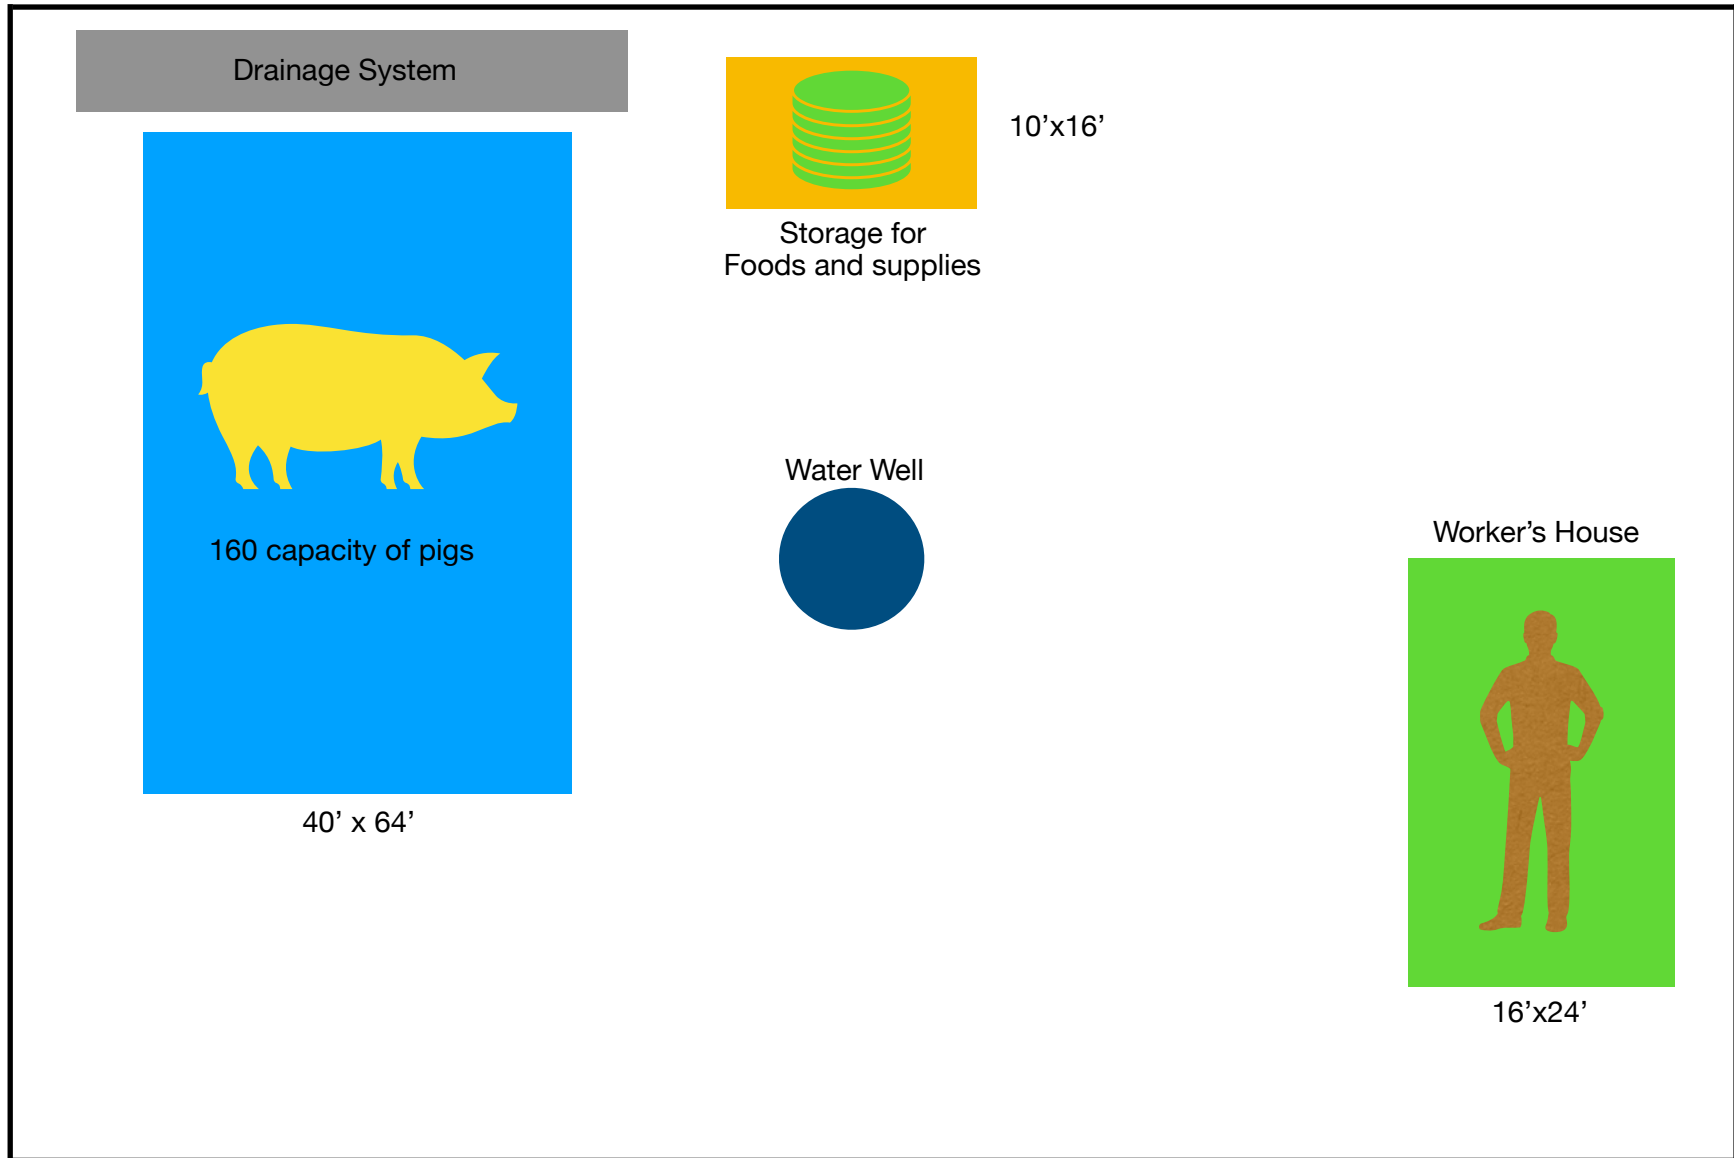 Drainage System
10’x16’
Storage for
Foods and supplies
Water Well
160 capacity of pigs
Worker’s House
40’ x 64’
16’x24’